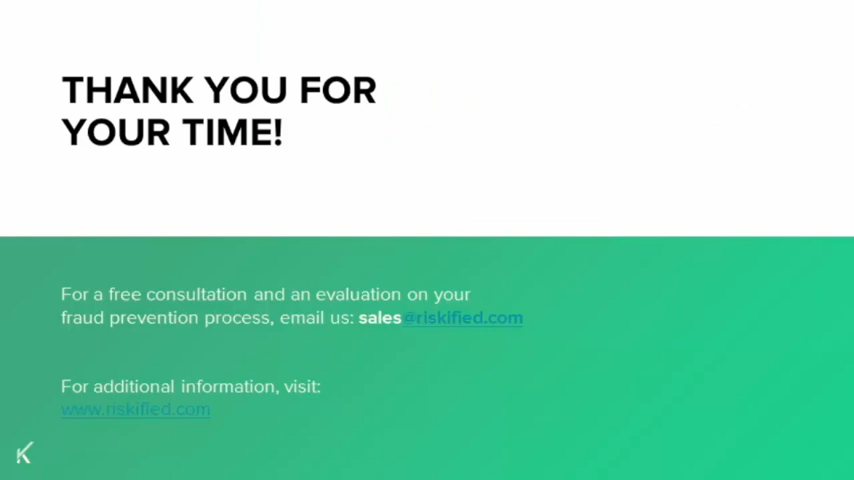 THANK YOU FOR
YOUR TIME!
For a free consultation and an evaluation on your
fraud prevention process, email us: sales@riskified.com
For additional information, visit:
www.riskified.com